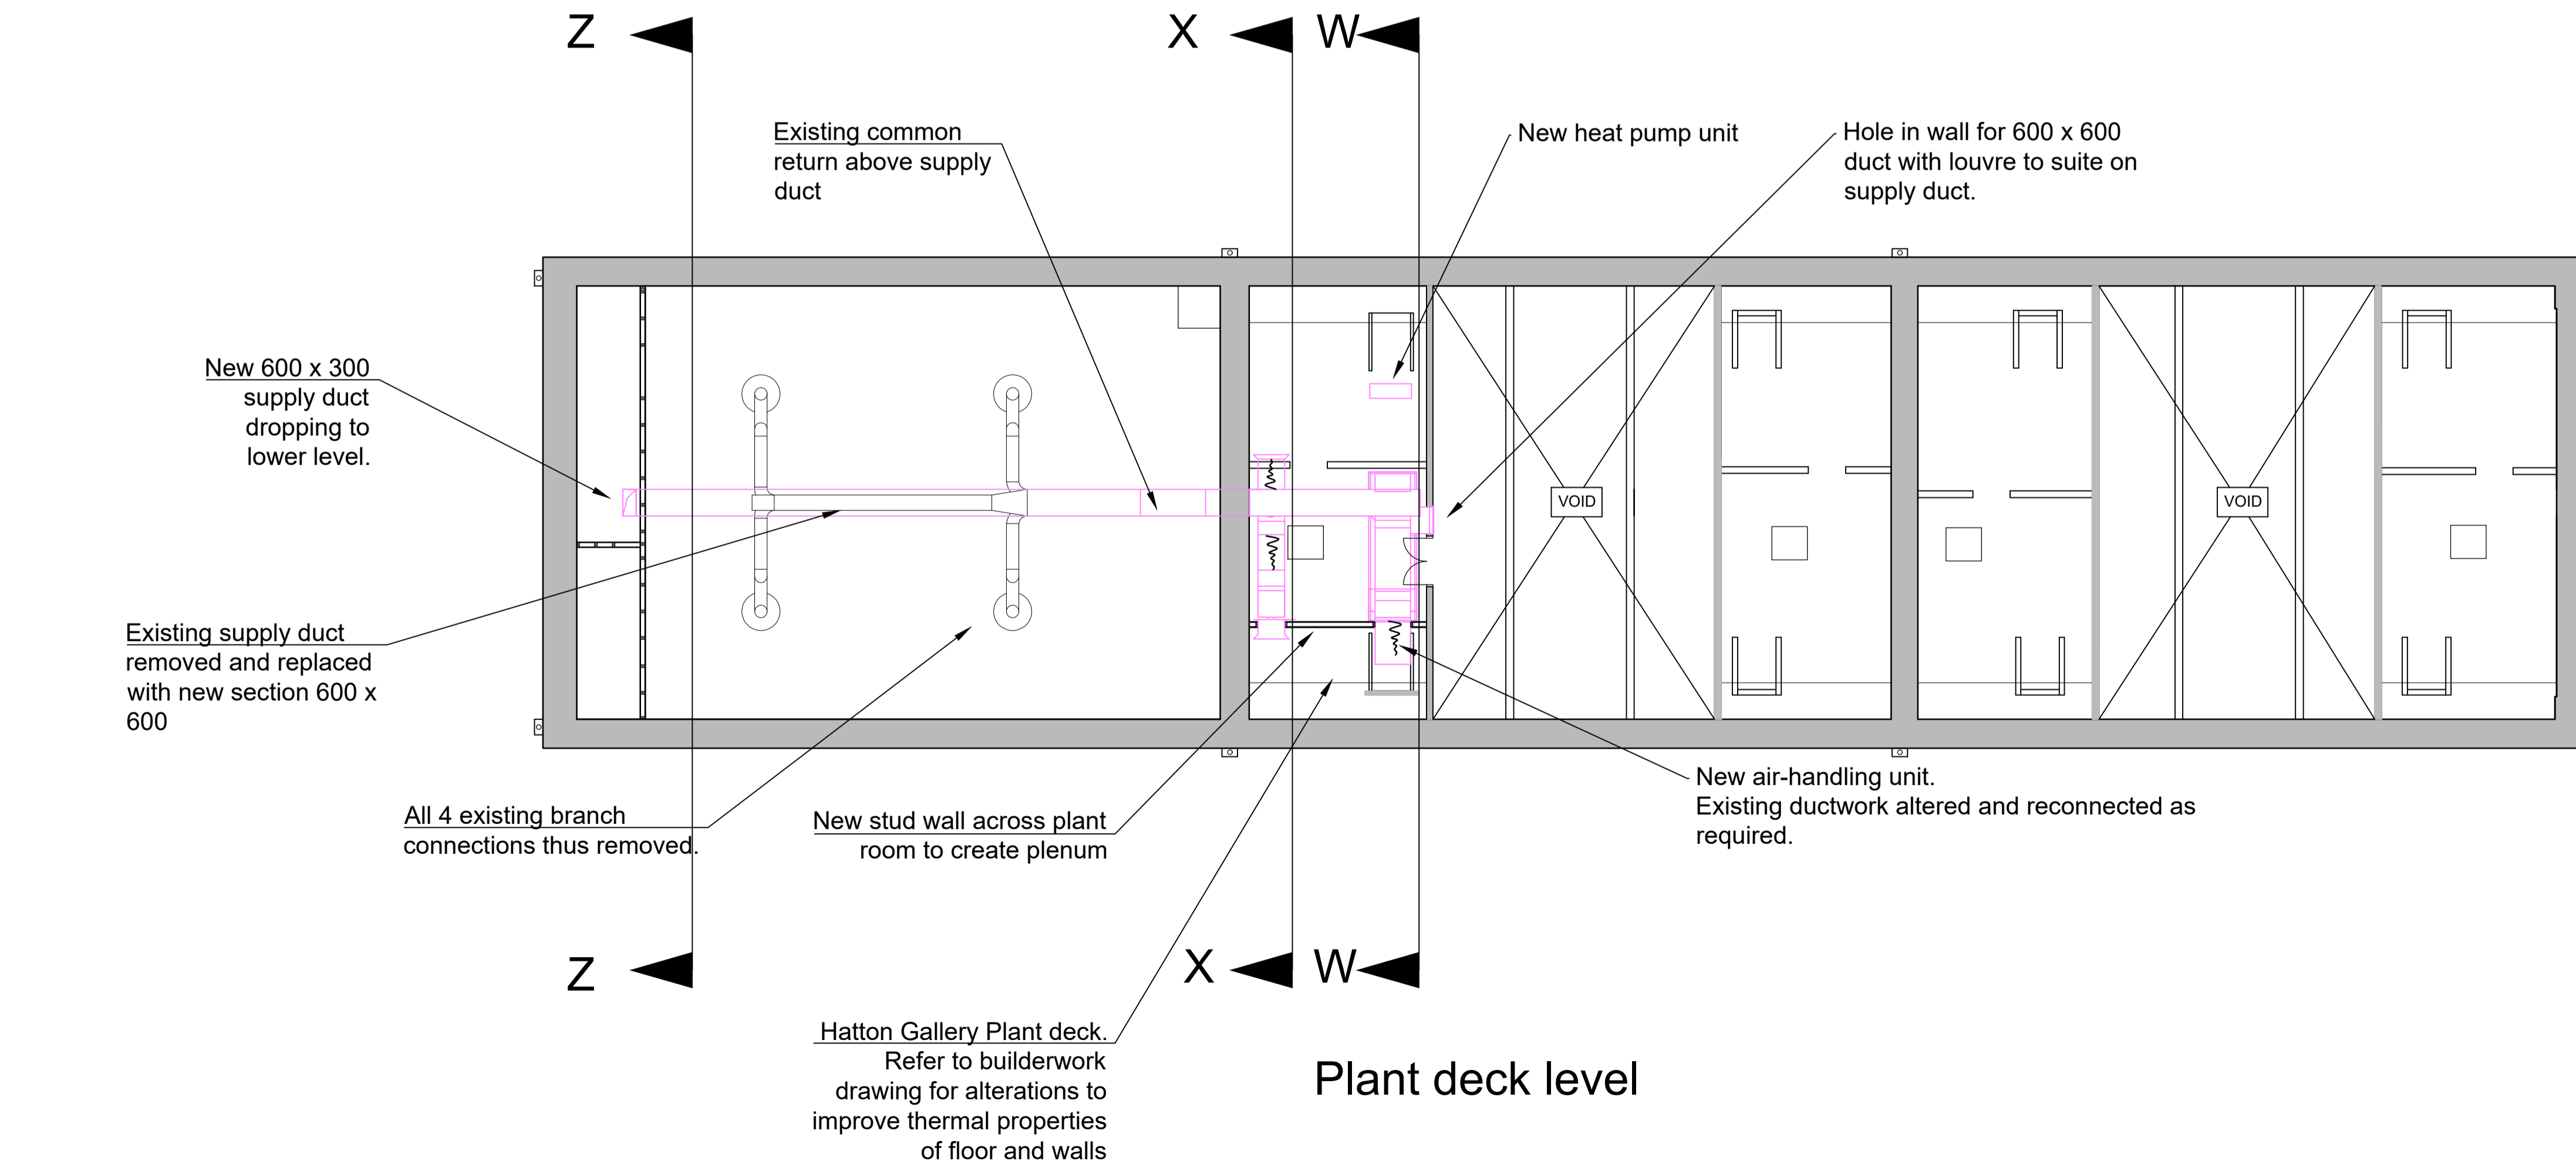 Z
X
W
Existing common
return above supply
duct
New heat pump unit
Hole in wall for 600 x 600
duct with louvre to suite on
supply duct.
New 600 x 300
supply duct
dropping to
lower level.
VOID
VOID
Existing supply duct
removed and replaced
with new section 600 x
600
All 4 existing branch
connections thus removed.
New stud wall across plant
room to create plenum
New air-handling unit.
Existing ductwork altered and reconnected as
required.
Z
X
W
Hatton Gallery Plant deck.
Refer to builderwork
drawing for alterations to
improve thermal properties
of floor and walls
Plant deck level